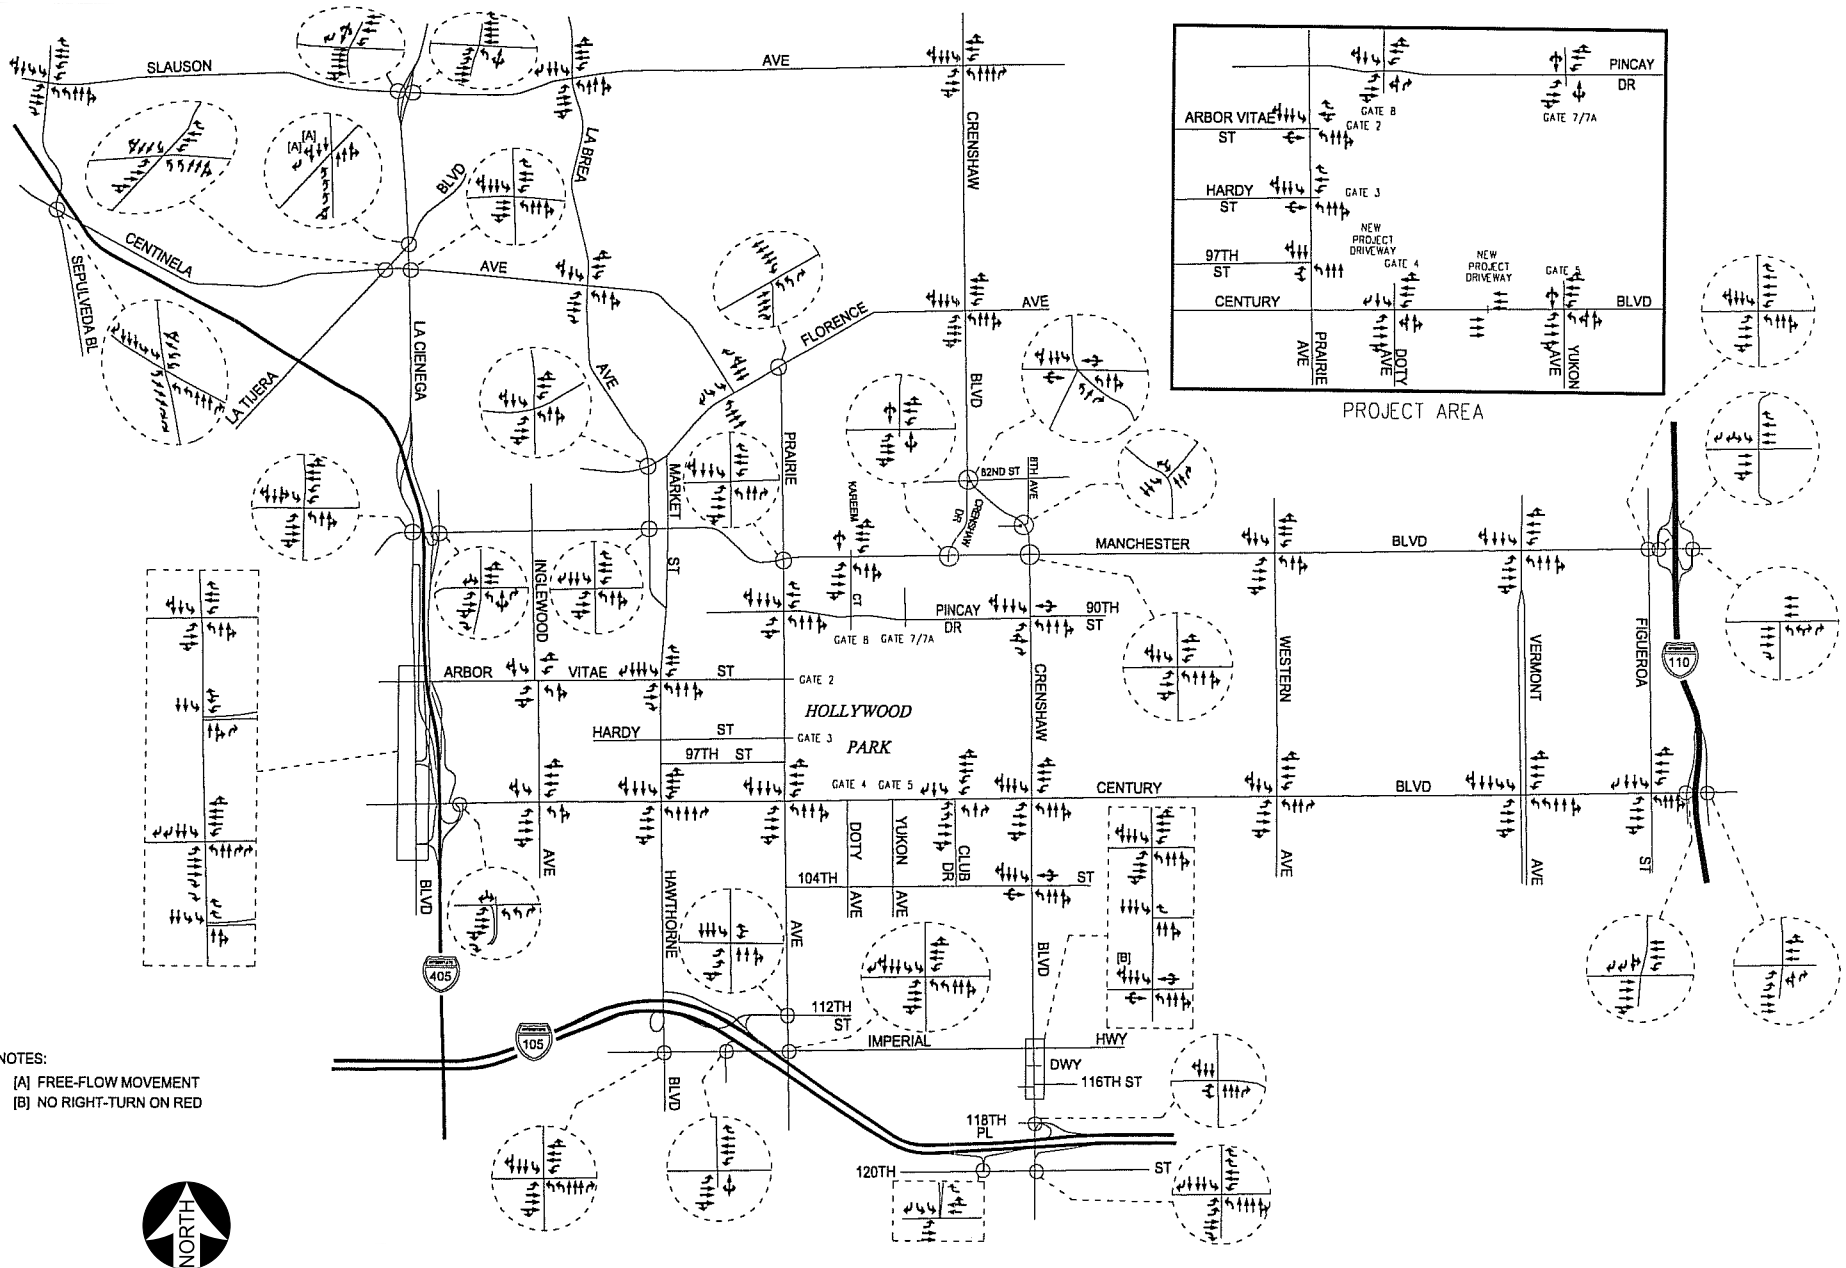 SLAUSON
AVE
LA BREA
AVE
CRENSHAW
BLVD
[A]
[A]
BLVD
CENTINELA
AVE
SEPULVEDA BL
LA TIJERA
LA CIENEGA
BLVD
FLORENCE
AVE
PRAIRIE
AVE
MARKET
ST
82ND ST
8TH AVE
CRENSHAW
DR
KAREEM
CT
MANCHESTER
BLVD
INGLEWOOD
AVE
PINCAY
DR
90TH
ST
GATE 8
GATE 7/7A
ARBOR
VITAE
ST
GATE 2
HOLLYWOOD
PARK
HARDY
ST
GATE 3
97TH
ST
GATE 4
GATE 5
CENTURY
BLVD
CRENSHAW
BLVD
WESTERN
AVE
VERMONT
AVE
FIGUEROA
ST
110
DOTY
AVE
YUKON
AVE
CLUB
DR
104TH
ST
HAWTHORNE
BLVD
405
105
112TH
ST
IMPERIAL
HWY
[B]
DWY
116TH ST
118TH
PL
120TH
ST
PINCAY
DR
GATE 8
GATE 7/7A
ARBOR VITAE
ST
GATE 2
HARDY
ST
GATE 3
NEW
PROJECT
DRIVEWAY
97TH
ST
GATE 4
NEW
PROJECT
DRIVEWAY
GATE 5
CENTURY
BLVD
PRAIRIE
AVE
DOTY
AVE
YUKON
AVE
PROJECT AREA
NOTES:
[A] FREE-FLOW MOVEMENT
[B] NO RIGHT-TURN ON RED
NORTH